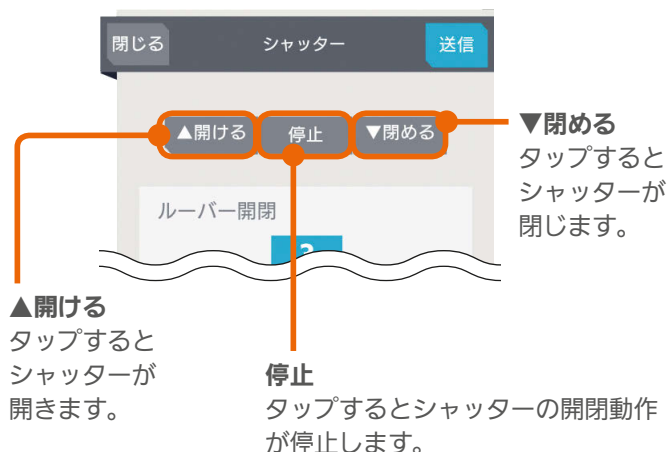 閉じる
シャッター
送信
▲開ける
停止
▼閉める
▼閉める
タップすると
シャッターが
閉じます。
ルーバー開閉
▲開ける
タップすると
シャッターが
開きます。
停止
タップするとシャッターの開閉動作
が停止します。